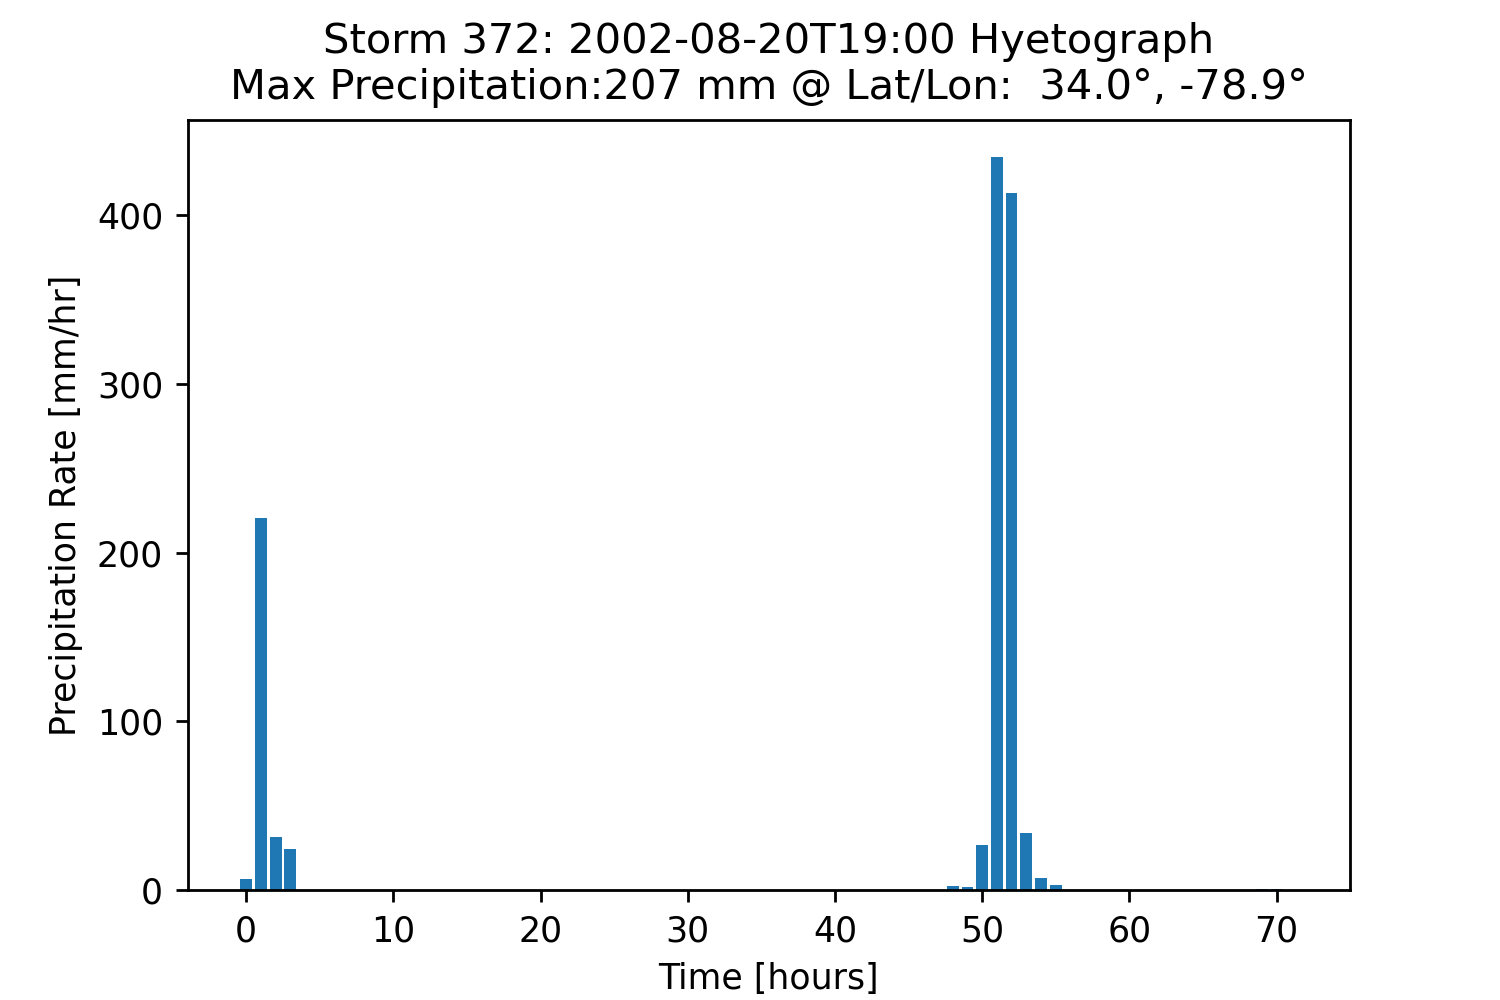 Storm 372: 2002-08-20T19:00 Hyetograph
Max Precipitation:207 mm @ Lat/Lon:  34.0°, -78.9°
Precipitation Rate [mm/hr]
400
300
200
100
0
0 10 20 30 40 50 60 70
Time [hours]